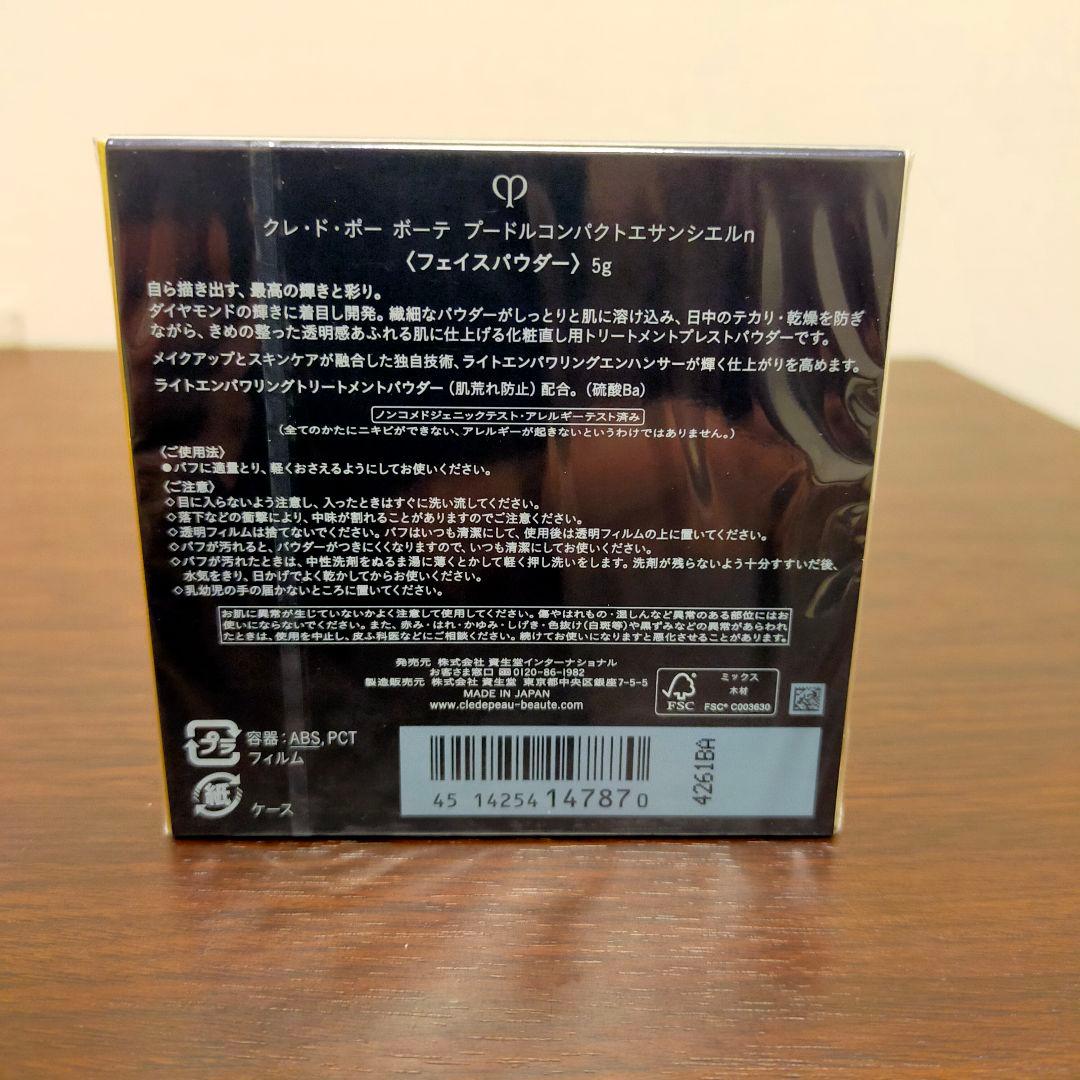 クレ・ド・ポー ボーテ プードルコンパクトエサンシエルn
〈フェイスパウダー〉5g
自ら描き出す、最高の輝きと彩り。
ダイヤモンドの輝きに着目し開発。繊細なパウダーがしっとりと肌に溶け込み、日中のテカリ・乾燥を防ぎ
ながら、きめの整った透明感あふれる肌に仕上げる化粧直し用トリートメントプレストパウダーです。
メイクアップとスキンケアが融合した独自技術、ライトエンパワリングエンハンサーが輝く仕上がりを高めます。
ライトエンパワリングトリートメントパウダー(肌荒れ防止)配合。(硫酸Ba)
ノンコメドジェニックテスト・アレルギーテスト済み
(全てのかたにニキビができない、アレルギーが起きないというわけではありません。)
〈ご使用法〉
●パフに適量とり、軽くおさえるようにしてお使いください。
〈ご注意〉
◇目に入らないよう注意し、入ったときはすぐに洗い流してください。
◇落下などの衝撃により、中味が割れることがありますのでご注意ください。
◇透明フィルムは捨てないでください。パフはいつも清潔にして、使用後は透明フィルムの上に置いてください。
◇パフが汚れると、パウダーがつきにくくなりますので、いつも清潔にしてお使いください。
◇パフが汚れたときは、中性洗剤をぬるま湯に薄くとかして軽く押し洗いをします。洗剤が残らないよう十分すすいだ後、
水気をきり、日かげでよく乾かしてからお使いください。
◇乳幼児の手の届かないところに置いてください。
お肌に異常が生じていないかよく注意して使用してください。傷やはれもの・湿しんなど異常のある部位にはお
使いにならないでください。また、赤み・はれ・かゆみ・しげき・色抜け(白斑等)や黒ずみなどの異常があらわれ
たときは、使用を中止し、皮ふ科医などにご相談ください。続けてお使いになりますと悪化させることがあります。
発売元 株式会社 資生堂インターナショナル
お客さま窓口 0120-86-1982
製造販売元 株式会社 資生堂 東京都中央区銀座7-5-5
MADE IN JAPAN
www.cledepeau-beaute.com
ミックス
木材
FSC
FSC® C003630
プラ
容器:ABS, PCT
フィルム
紙
ケース
45 14254 14787 0
4261BA